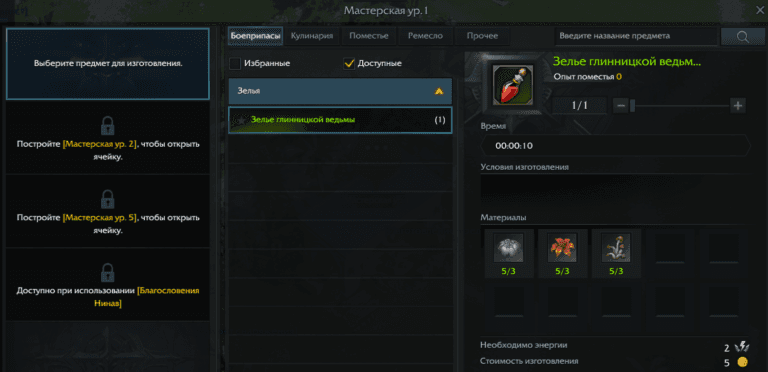 Мастерская ур. 1
Выберите предмет для изготовления.
Постройте [Мастерская ур. 2], чтобы открыть
ячейку.
Постройте [Мастерская ур. 5], чтобы открыть
ячейку.
Доступно при использовании [Благословения
Нинав]
Боеприпасы Кулинария Поместье Ремесло Прочее Введите название предмета
Избранные Доступные
Зелья
Зелье глинницкой ведьмы (1)
Зелье глинницкой ведьм...
Опыт поместья 0
1/1
Время
00:00:10
Условия изготовления
Материалы
5/3 5/3 5/3
Необходимо энергии 2
Стоимость изготовления 5